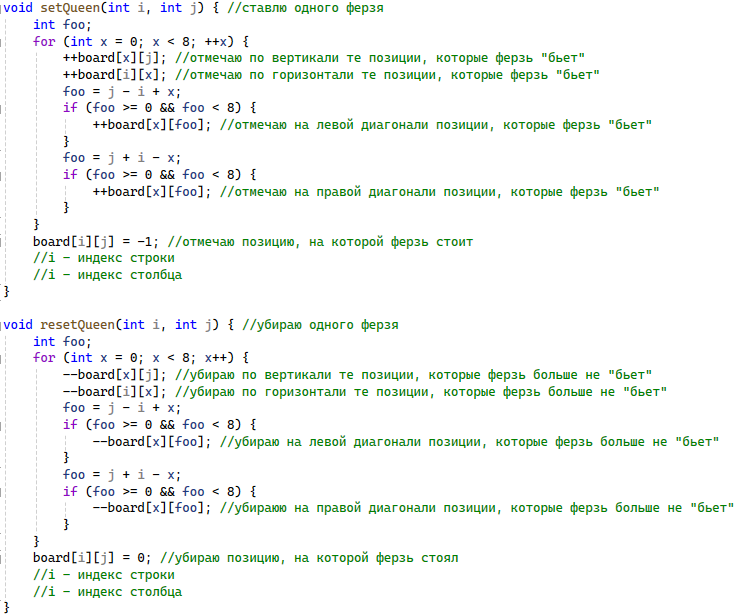 void setQueen(int i, int j) { //ставлю одного ферзя
int foo;
for (int x = 0; x < 8; ++x) {
++board[x][j]; //отмечаю по вертикали те позиции, которые ферзь "бьет"
++board[i][x]; //отмечаю по горизонтали те позиции, которые ферзь "бьет"
foo = j - i + x;
if (foo >= 0 && foo < 8) {
++board[x][foo]; //отмечаю на левой диагонали позиции, которые ферзь "бьет"
}
foo = j + i - x;
if (foo >= 0 && foo < 8) {
++board[x][foo]; //отмечаю на правой диагонали позиции, которые ферзь "бьет"
}
}
board[i][j] = -1; //отмечаю позицию, на которой ферзь стоит
//i - индекс строки
//i - индекс столбца
}
void resetQueen(int i, int j) { //убираю одного ферзя
int foo;
for (int x = 0; x < 8; x++) {
--board[x][j]; //убираю по вертикали те позиции, которые ферзь больше не "бьет"
--board[i][x]; //убираю по горизонтали те позиции, которые ферзь больше не "бьет"
foo = j - i + x;
if (foo >= 0 && foo < 8) {
--board[x][foo]; //убираю на левой диагонали позиции, которые ферзь больше не "бьет"
}
foo = j + i - x;
if (foo >= 0 && foo < 8) {
--board[x][foo]; //убираюю на правой диагонали позиции, которые ферзь больше не "бьет"
}
}
board[i][j] = 0; //убираю позицию, на которой ферзь стоял
//i - индекс строки
//i - индекс столбца
}